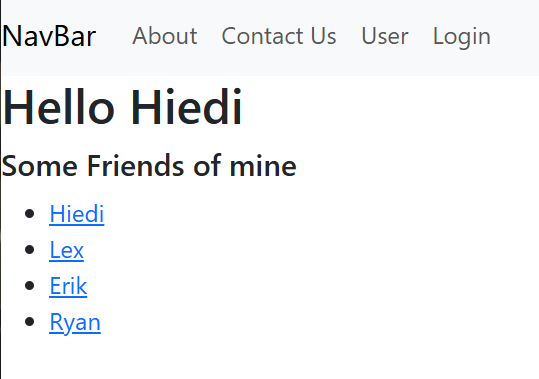 NavBar About Contact Us User Login
Hello Hiedi
Some Friends of mine
Hiedi
Lex
Erik
Ryan